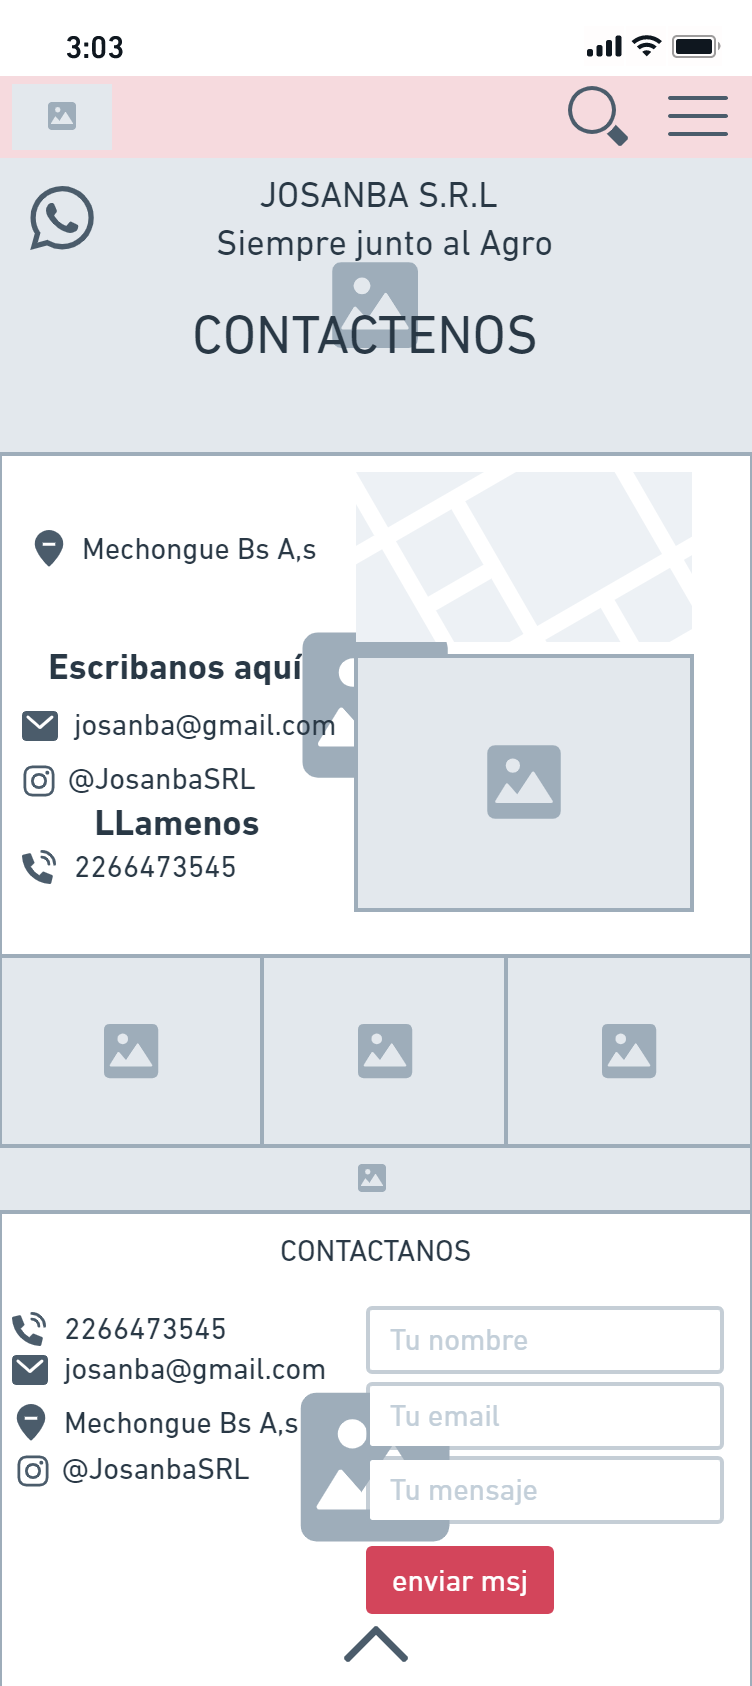 3:03
JOSANBA S.R.L
Siempre junto al Agro
CONTACTENOS
Mechongue Bs A,s
Escribanos aquí
josanba@gmail.com
@JosanbaSRL
LLamenos
2266473545
CONTACTANOS
2266473545
josanba@gmail.com
Mechongue Bs A,s
@JosanbaSRL
Tu nombre
Tu email
Tu mensaje
enviar msj